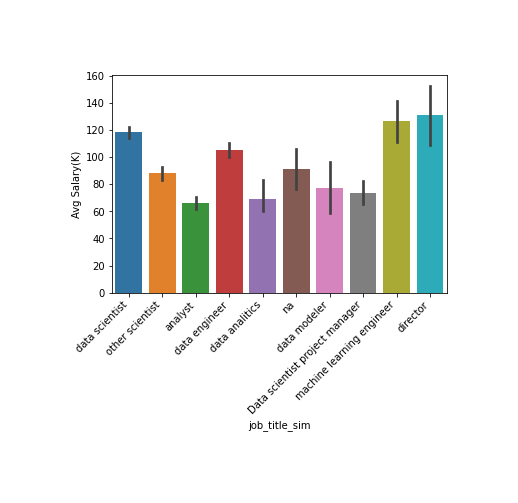 160
140
120
100
80
60
40
20
0
Avg Salary(K)
data scientist
other scientist
analyst
data engineer
data analitics
na
data modeler
Data scientist project manager
machine learning engineer
director
job_title_sim